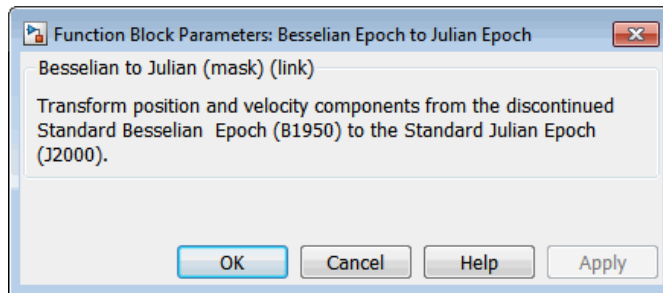 Function Block Parameters: Besselian Epoch to Julian Epoch
Besselian to Julian (mask) (link)
Transform position and velocity components from the discontinued
Standard Besselian  Epoch (B1950) to the Standard Julian Epoch
(J2000).
OK Cancel Help Apply